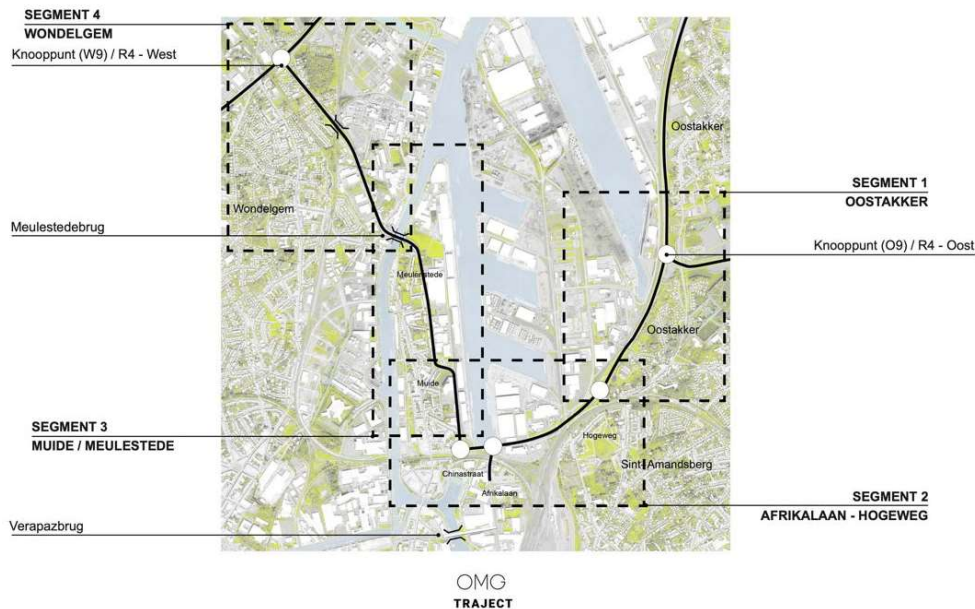 SEGMENT 4
WONDELGEM
Knooppunt (W9) / R4 - West
Oostakker
SEGMENT 1
OOSTAKKER
Wondelgem
Meulestedebrug
Knooppunt (O9) / R4 - Oost
Meulestede
Oostakker
Muide
SEGMENT 3
MUIDE / MEULESTEDE
Hogeweg
Sint-Amandsberg
Chinastraat
Afrikalaan
SEGMENT 2
AFRIKALAAN - HOGEWEG
Verapazbrug
OMG
TRAJECT